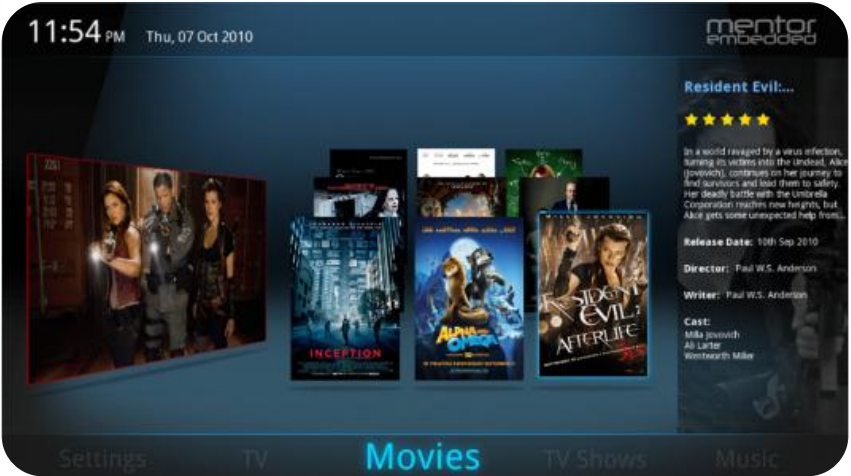 11:54 PM
Thu, 07 Oct 2010
mentor
embedded
Resident Evil:...
In a world ravaged by a virus infection,
turning its victims into the Undead, Alice
(Jovovich), continues on her journey to
find survivors and lead them to safety.
Her deadly battle with the Umbrella
Corporation reaches new heights, but
Alice gets some unexpected help from...
Release Date: 10th Sep 2010
Director: Paul W.S. Anderson
Writer: Paul W.S. Anderson
Cast:
Milla Jovovich
Ali Larter
Wentworth Miller
INCEPTION
ALPHA AND
OMEGA
RESIDENT
EVIL:
AFTERLIFE
Settings
TV
Movies
TV Shows
Music